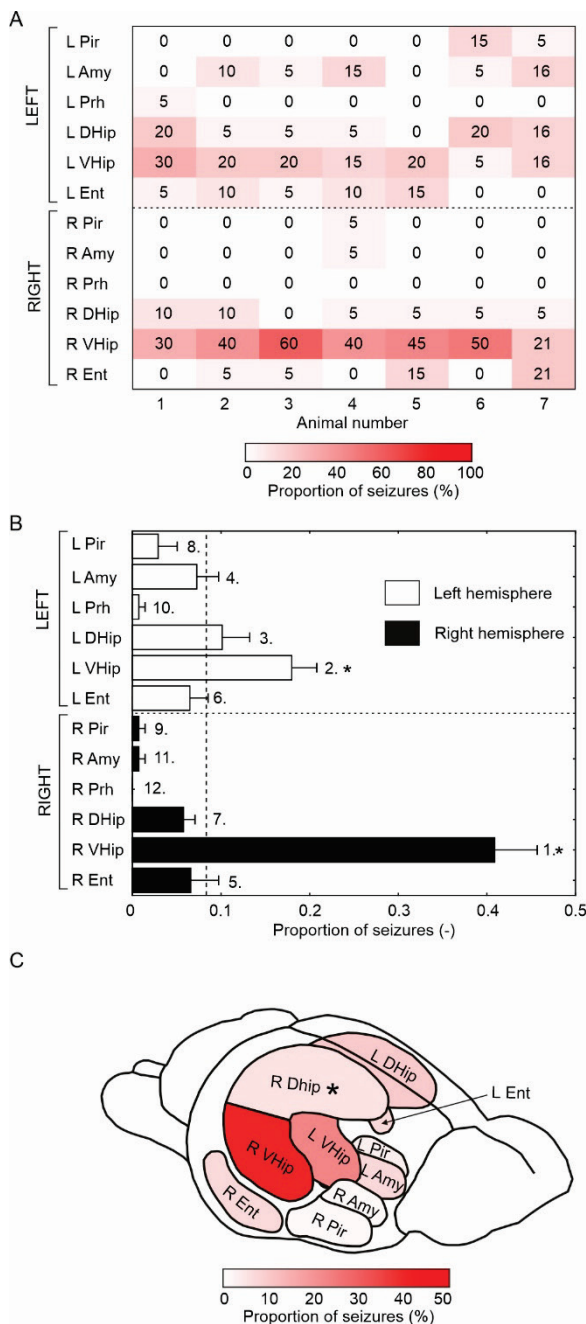 A
LEFT
L Pir 0 0 0 0 0 15 5
L Amy 0 10 5 15 0 5 16
L Prh 5 0 0 0 0 0 0
L DHip 20 5 5 5 0 20 16
L VHip 30 20 20 15 20 5 16
L Ent 5 10 5 10 15 0 0
RIGHT
R Pir 0 0 0 5 0 0 0
R Amy 0 0 0 5 0 0 0
R Prh 0 0 0 0 0 0 0
R DHip 10 10 0 5 5 5 5
R VHip 30 40 60 40 45 50 21
R Ent 0 5 5 0 15 0 21
1 2 3 4 5 6 7
Animal number
0 20 40 60 80 100
Proportion of seizures (%)
B
LEFT
L Pir 8.
L Amy 4.
L Prh 10.
L DHip 3.
L VHip 2. *
L Ent 6.
Left hemisphere
Right hemisphere
RIGHT
R Pir 9.
R Amy 11.
R Prh 12.
R DHip 7.
R VHip 1.*
R Ent 5.
0 0.1 0.2 0.3 0.4 0.5
Proportion of seizures (-)
C
L DHip
R Dhip *
L Ent
R VHip
L VHip
L Pir
L Amy
R Ent
R Amy
R Pir
0 10 20 30 40 50
Proportion of seizures (%)